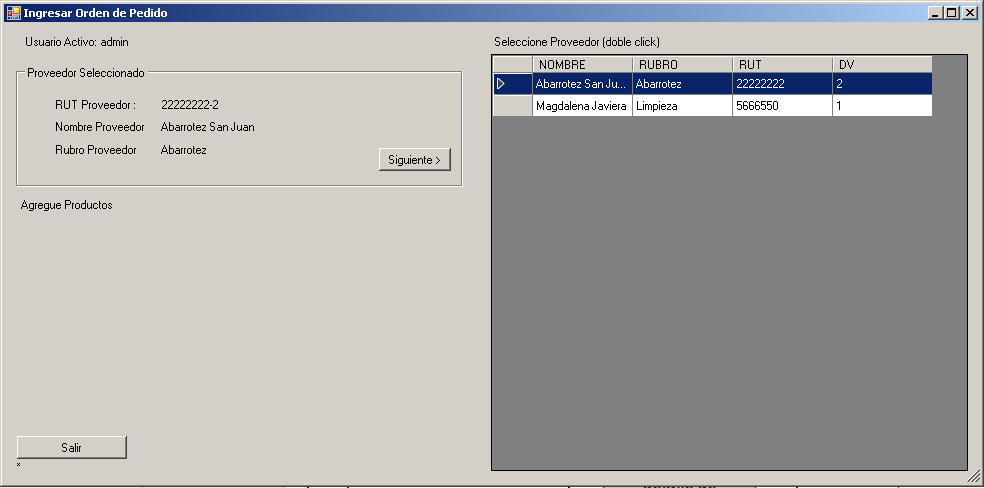 Ingresar Orden de Pedido
Usuario Activo: admin
Proveedor Seleccionado
RUT Proveedor : 22222222-2
Nombre Proveedor Abarrotez San Juan
Rubro Proveedor Abarrotez
Siguiente >
Agregue Productos
Salir
*
Seleccione Proveedor (doble click)
NOMBRE RUBRO RUT DV
Abarrotez San Ju... Abarrotez 22222222 2
Magdalena Javiera Limpieza 5666550 1